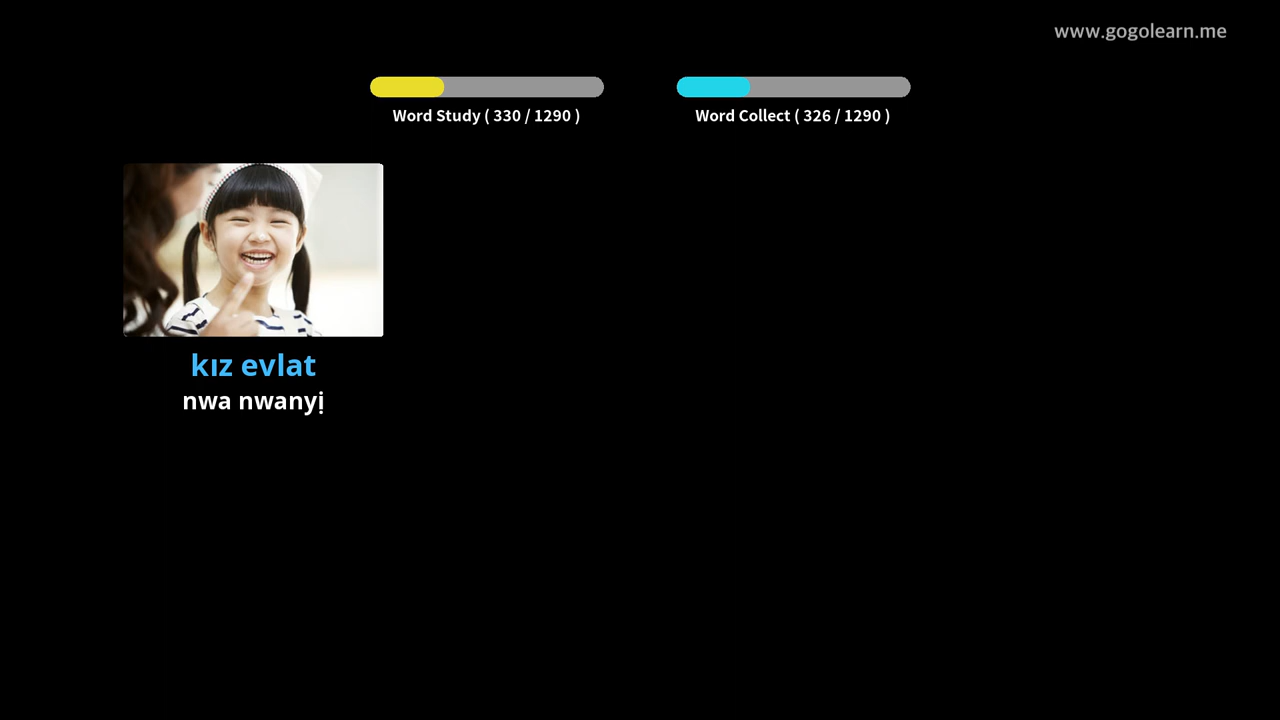 www.gogolearn.me
Word Study ( 330 / 1290 )
Word Collect ( 326 / 1290 )
kız evlat
nwa nwanyị